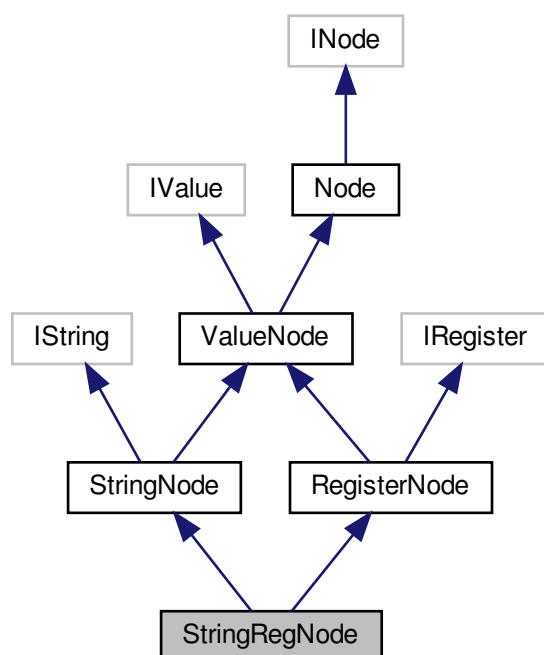 INode
IValue
Node
IString
ValueNode
IRegister
StringNode
RegisterNode
StringRegNode